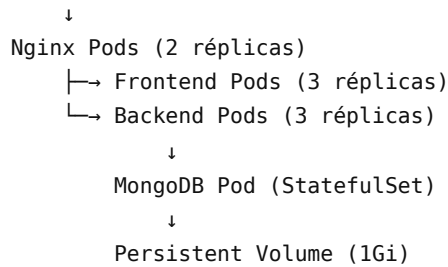 ↓
Nginx Pods (2 réplicas)
├─→ Frontend Pods (3 réplicas)
└─→ Backend Pods (3 réplicas)
↓
MongoDB Pod (StatefulSet)
↓
Persistent Volume (1Gi)